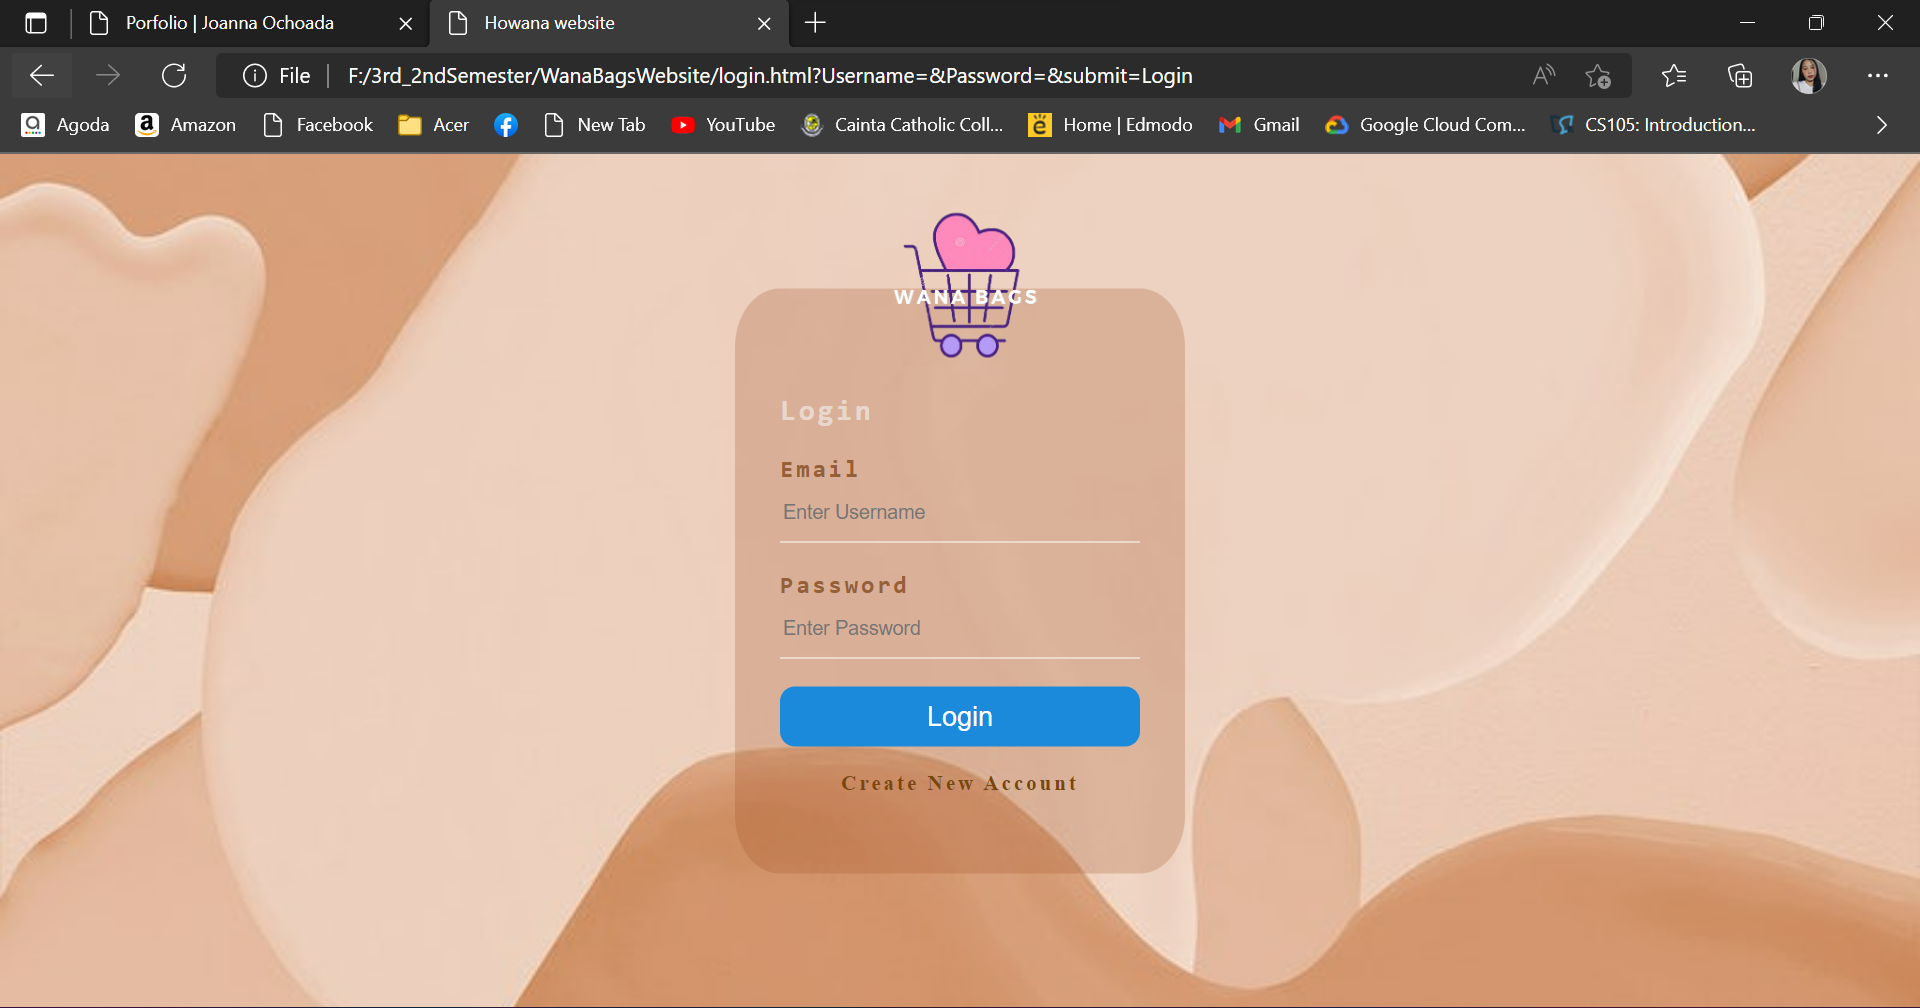 Porfolio | Joanna Ochoada
Howana website
File
F:/3rd_2ndSemester/WanaBagsWebsite/login.html?Username=&Password=&submit=Login
Agoda
Amazon
Facebook
Acer
New Tab
YouTube
Cainta Catholic Coll...
Home | Edmodo
Gmail
Google Cloud Com...
CS105: Introduction...
WANA BAGS
Login
Email
Enter Username
Password
Enter Password
Login
Create New Account